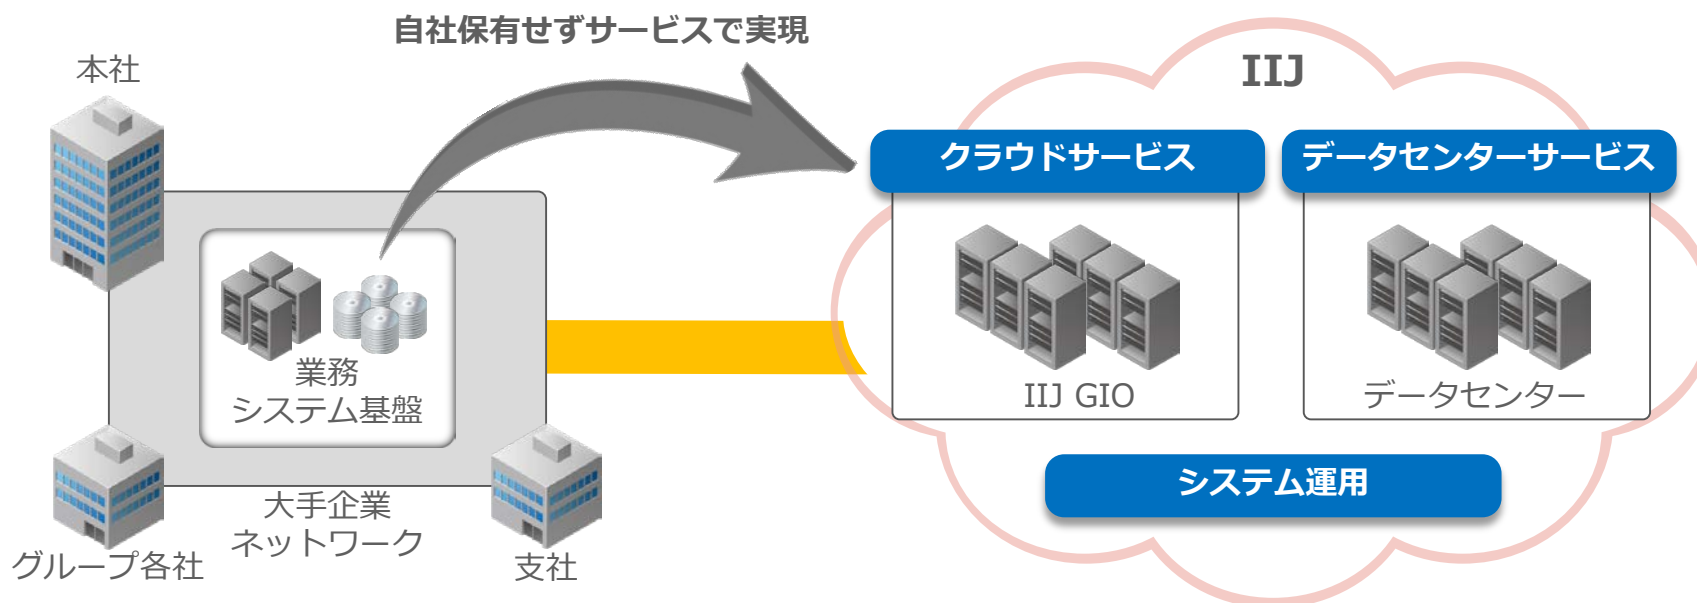 自社保有せずサービスで実現
本社
IIJ
クラウドサービス
データセンターサービス
業務
システム基盤
IIJ GIO
データセンター
システム運用
大手企業
ネットワーク
グループ各社
支社